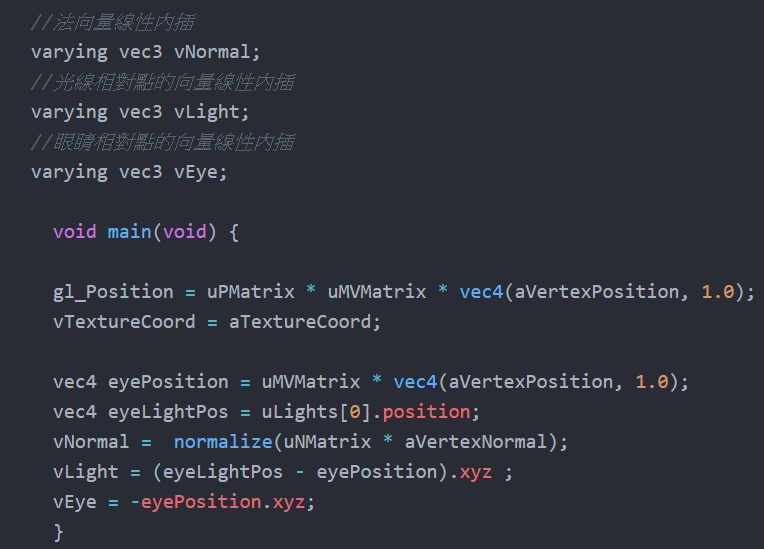 //法向量線性內插
varying vec3 vNormal;
//光線相對點的向量線性內插
varying vec3 vLight;
//眼睛相對點的向量線性內插
varying vec3 vEye;
void main(void) {
gl_Position = uPMatrix * uMVMatrix * vec4(aVertexPosition, 1.0);
vTextureCoord = aTextureCoord;
vec4 eyePosition = uMVMatrix * vec4(aVertexPosition, 1.0);
vec4 eyeLightPos = uLights[0].position;
vNormal =  normalize(uNMatrix * aVertexNormal);
vLight = (eyeLightPos - eyePosition).xyz ;
vEye = -eyePosition.xyz;
}